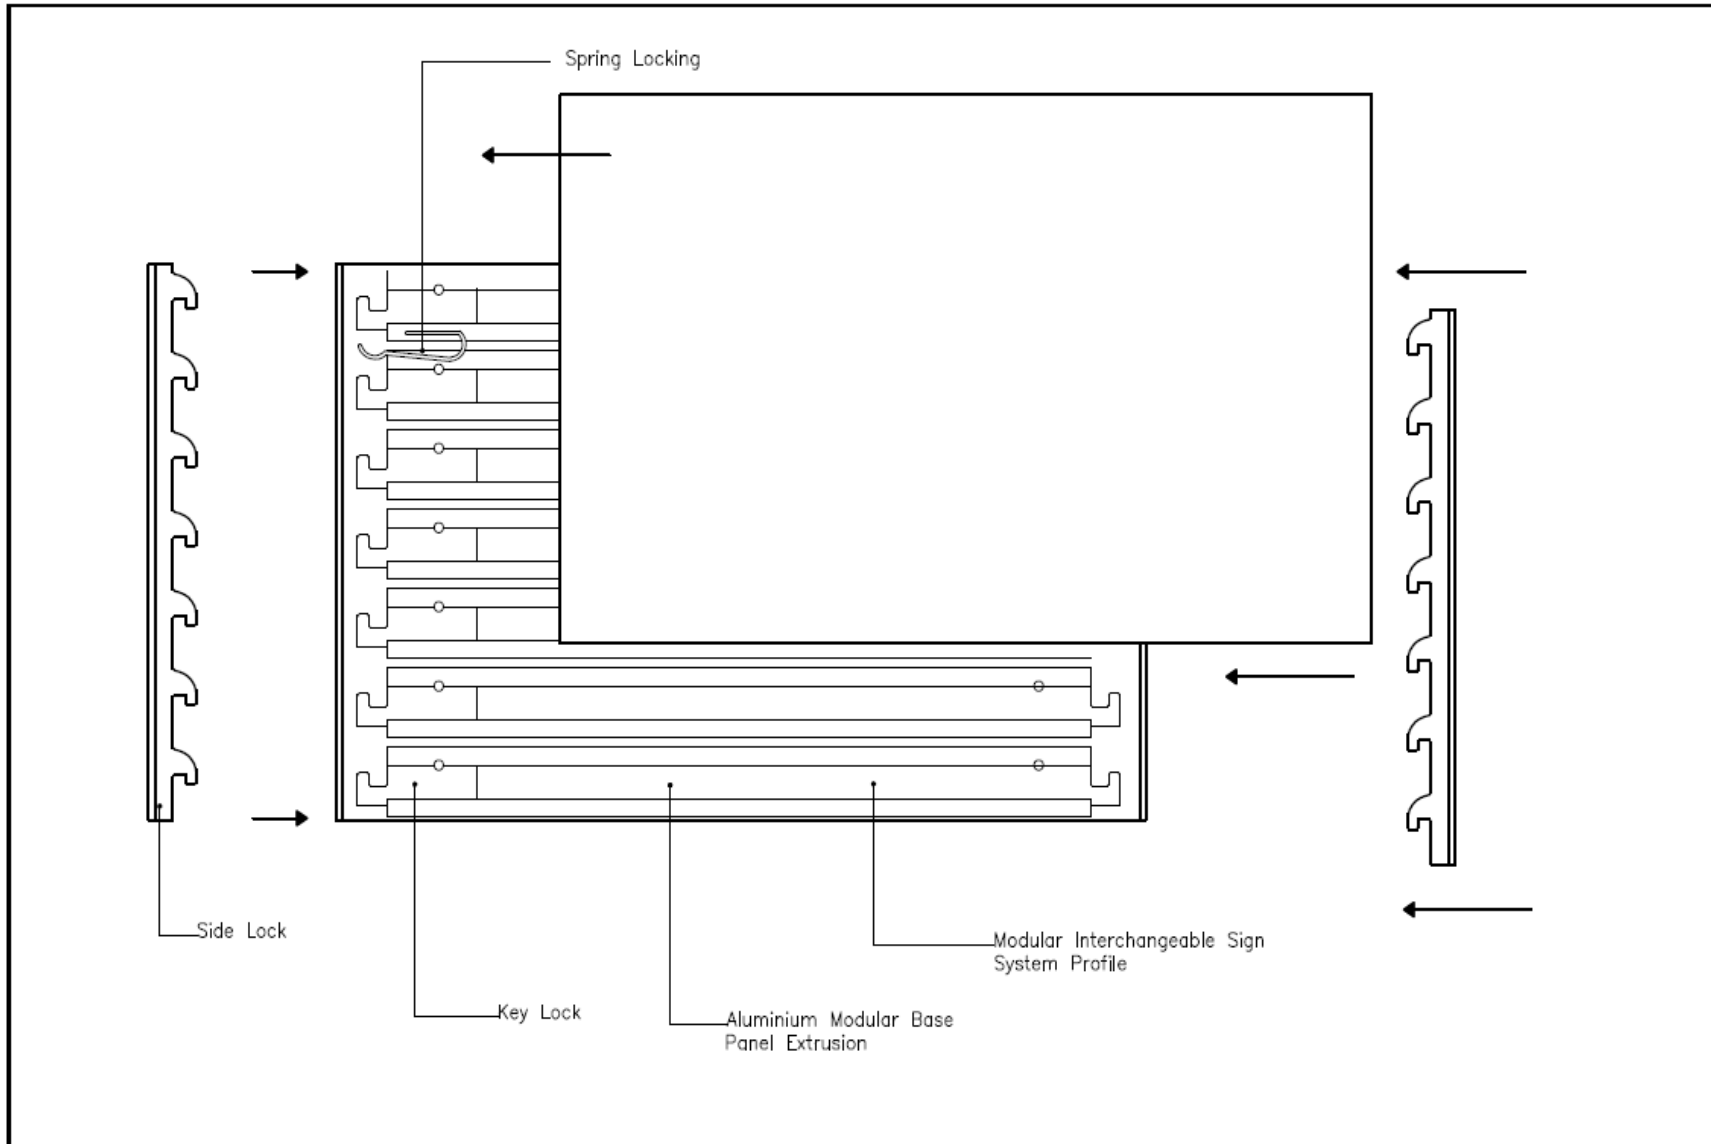 Spring Locking
Side Lock
Modular Interchangeable Sign
System Profile
Key Lock
Aluminium Modular Base
Panel Extrusion